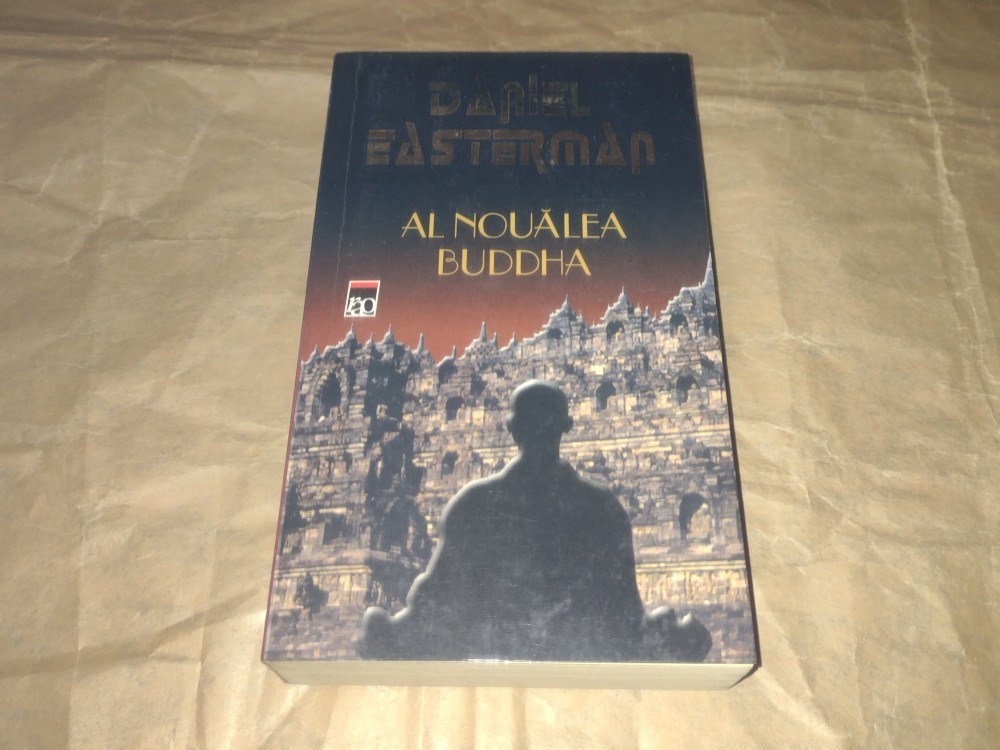 DANIEL
EASTERMAN
AL NOUĂLEA
BUDDHA
rao